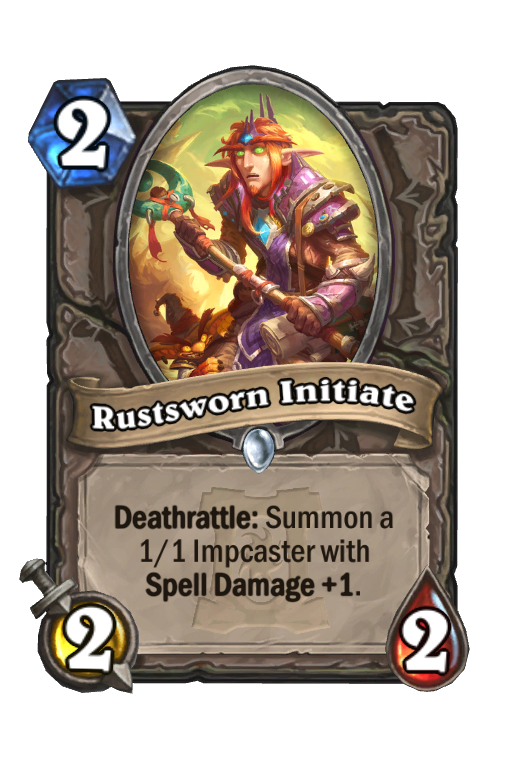 2
Rustsworn Initiate
Deathrattle: Summon a
1/1 Impcaster with
Spell Damage +1.
2
2